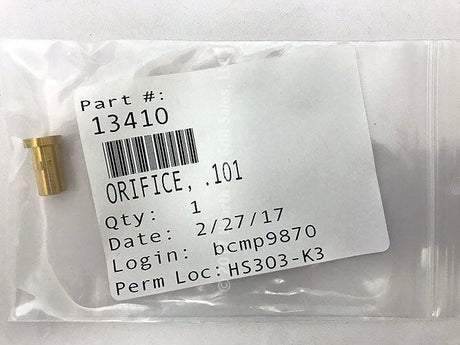 Part #:
13410
ORIFICE, .101
Qty: 1
Date: 2/27/17
Login: bcmp9870
Perm Loc: HS303-K3